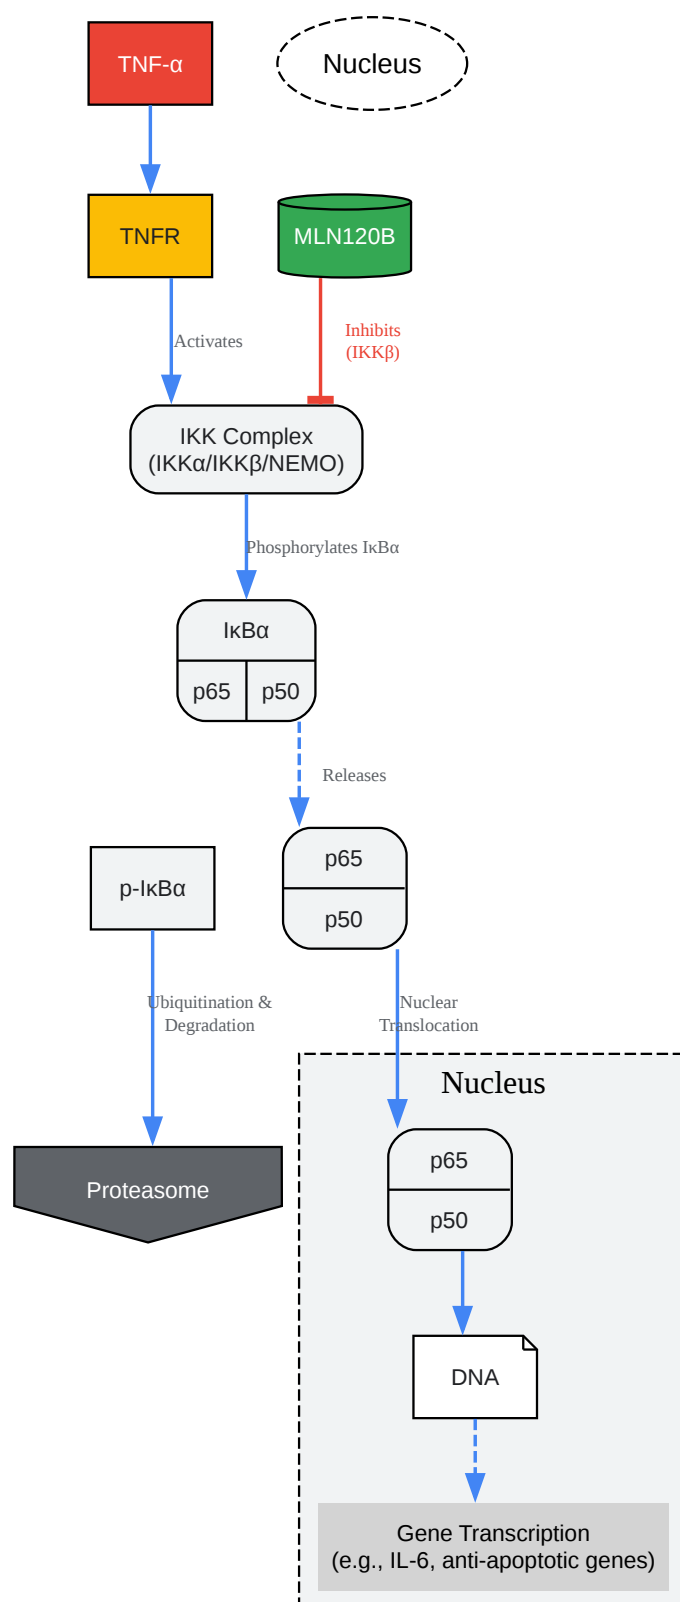 TNF-α
Nucleus
TNFR
MLN120B
Activates
Inhibits
(IKKβ)
IKK Complex
(IKKα/IKKβ/NEMO)
Phosphorylates IκBα
IκBα
p65
p50
Releases
p65
p50
p-IκBα
Ubiquitination &
Degradation
Nuclear
Translocation
Nucleus
Proteasome
p65
p50
DNA
Gene Transcription
(e.g., IL-6, anti-apoptotic genes)